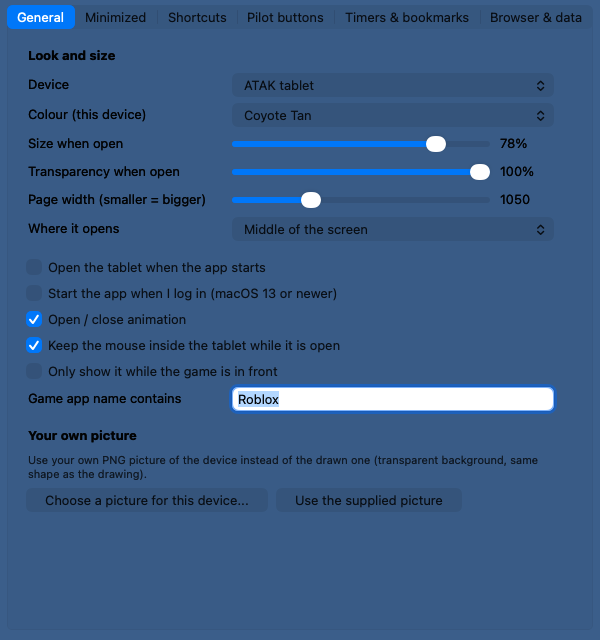 General
Minimized
Shortcuts
Pilot buttons
Timers & bookmarks
Browser & data
Look and size
Device
ATAK tablet
Colour (this device)
Coyote Tan
Size when open
78%
Transparency when open
100%
Page width (smaller = bigger)
1050
Where it opens
Middle of the screen
Open the tablet when the app starts
Start the app when I log in (macOS 13 or newer)
Open / close animation
Keep the mouse inside the tablet while it is open
Only show it while the game is in front
Game app name contains
Roblox
Your own picture
Use your own PNG picture of the device instead of the drawn one (transparent background, same
shape as the drawing).
Choose a picture for this device...
Use the supplied picture